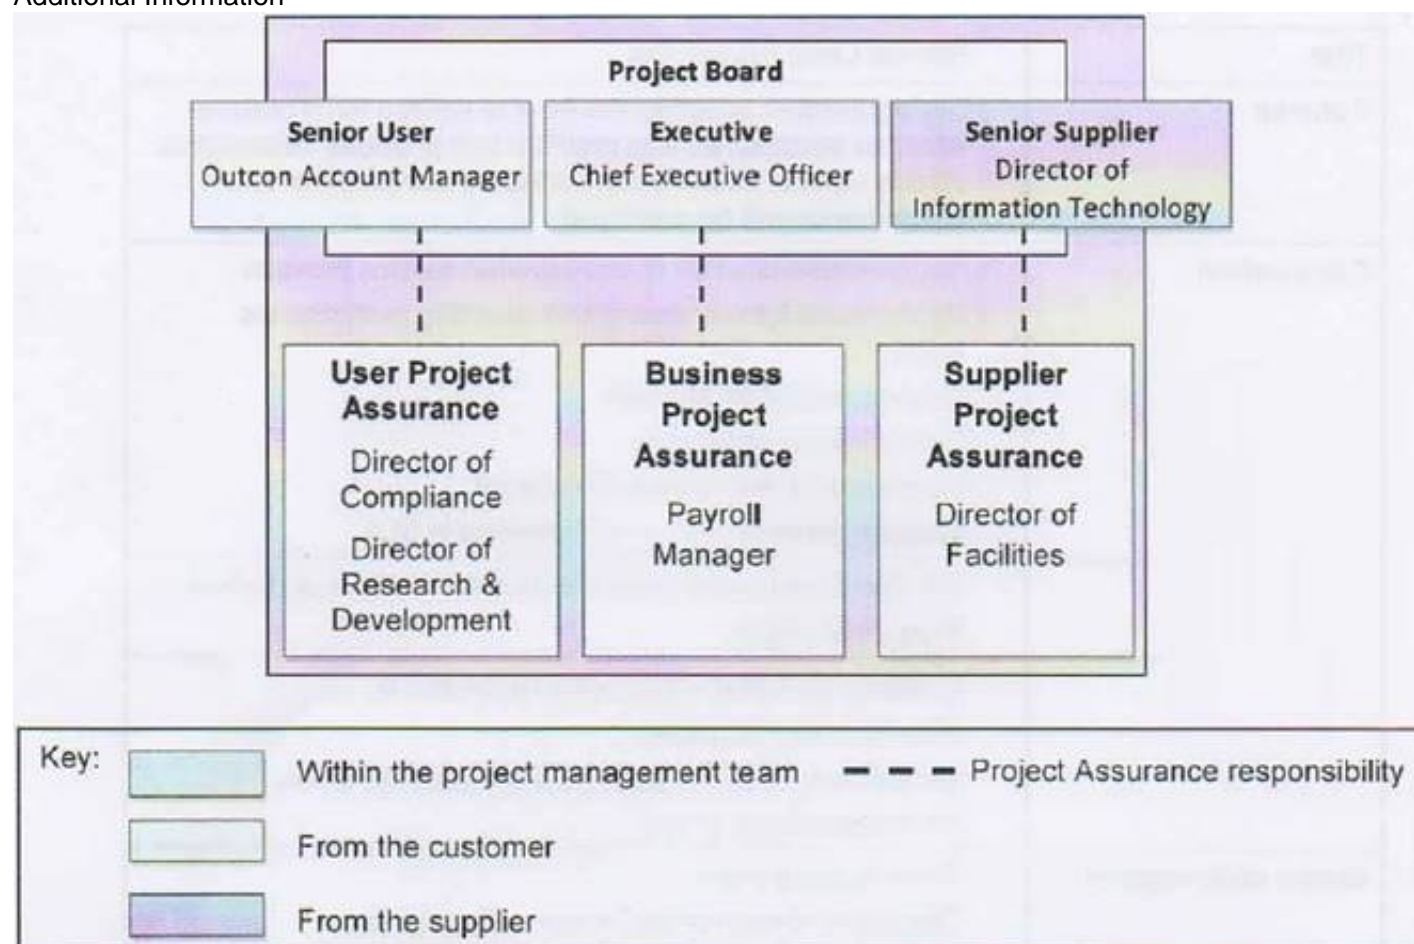 Additional Information
Project Board
Senior User
Outcon Account Manager
Executive
Chief Executive Officer
Senior Supplier
Director of
Information Technology
User Project
Assurance
Director of
Compliance
Director of
Research &
Development
Business
Project
Assurance
Payroll
Manager
Supplier
Project
Assurance
Director of
Facilities
Key:
Within the project management team
Project Assurance responsibility
From the customer
From the supplier